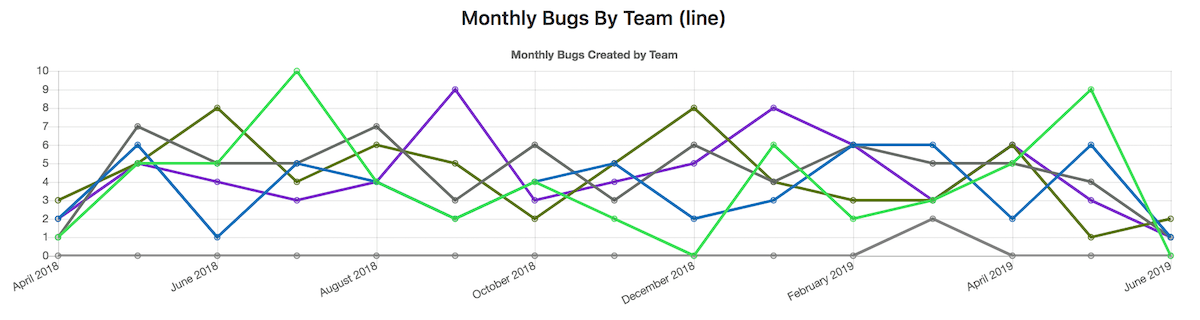 Monthly Bugs By Team (line)
Monthly Bugs Created by Team
10
9
8
7
6
5
4
3
2
1
0
April 2018
June 2018
August 2018
October 2018
December 2018
February 2019
April 2019
June 2019